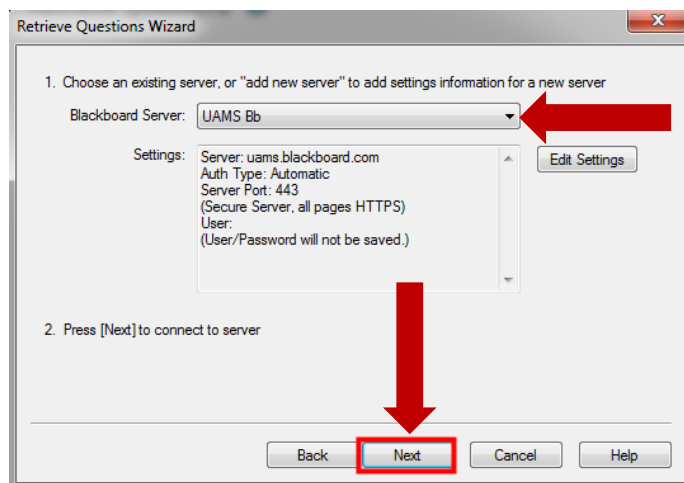 Retrieve Questions Wizard
x
1. Choose an existing server, or "add new server" to add settings information for a new server
Blackboard Server: UAMS Bb
Settings: Server: uams.blackboard.com
Edit Settings
Auth Type: Automatic
Server Port: 443
(Secure Server, all pages HTTPS)
User:
(User/Password will not be saved.)
2. Press [Next] to connect to server
Back Next Cancel Help